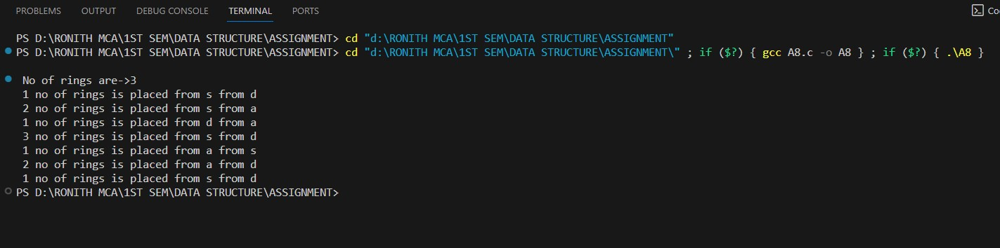 PROBLEMS OUTPUT DEBUG CONSOLE TERMINAL PORTS Co
PS D:\RONITH MCA\1ST SEM\DATA STRUCTURE\ASSIGNMENT> cd "d:\RONITH MCA\1ST SEM\DATA STRUCTURE\ASSIGNMENT"
PS D:\RONITH MCA\1ST SEM\DATA STRUCTURE\ASSIGNMENT> cd "d:\RONITH MCA\1ST SEM\DATA STRUCTURE\ASSIGNMENT\" ; if ($?) { gcc A8.c -o A8 } ; if ($?) { .\A8 }
No of rings are->3
1 no of rings is placed from s from d
2 no of rings is placed from s from a
1 no of rings is placed from d from a
3 no of rings is placed from s from d
1 no of rings is placed from a from s
2 no of rings is placed from a from d
1 no of rings is placed from s from d
PS D:\RONITH MCA\1ST SEM\DATA STRUCTURE\ASSIGNMENT>